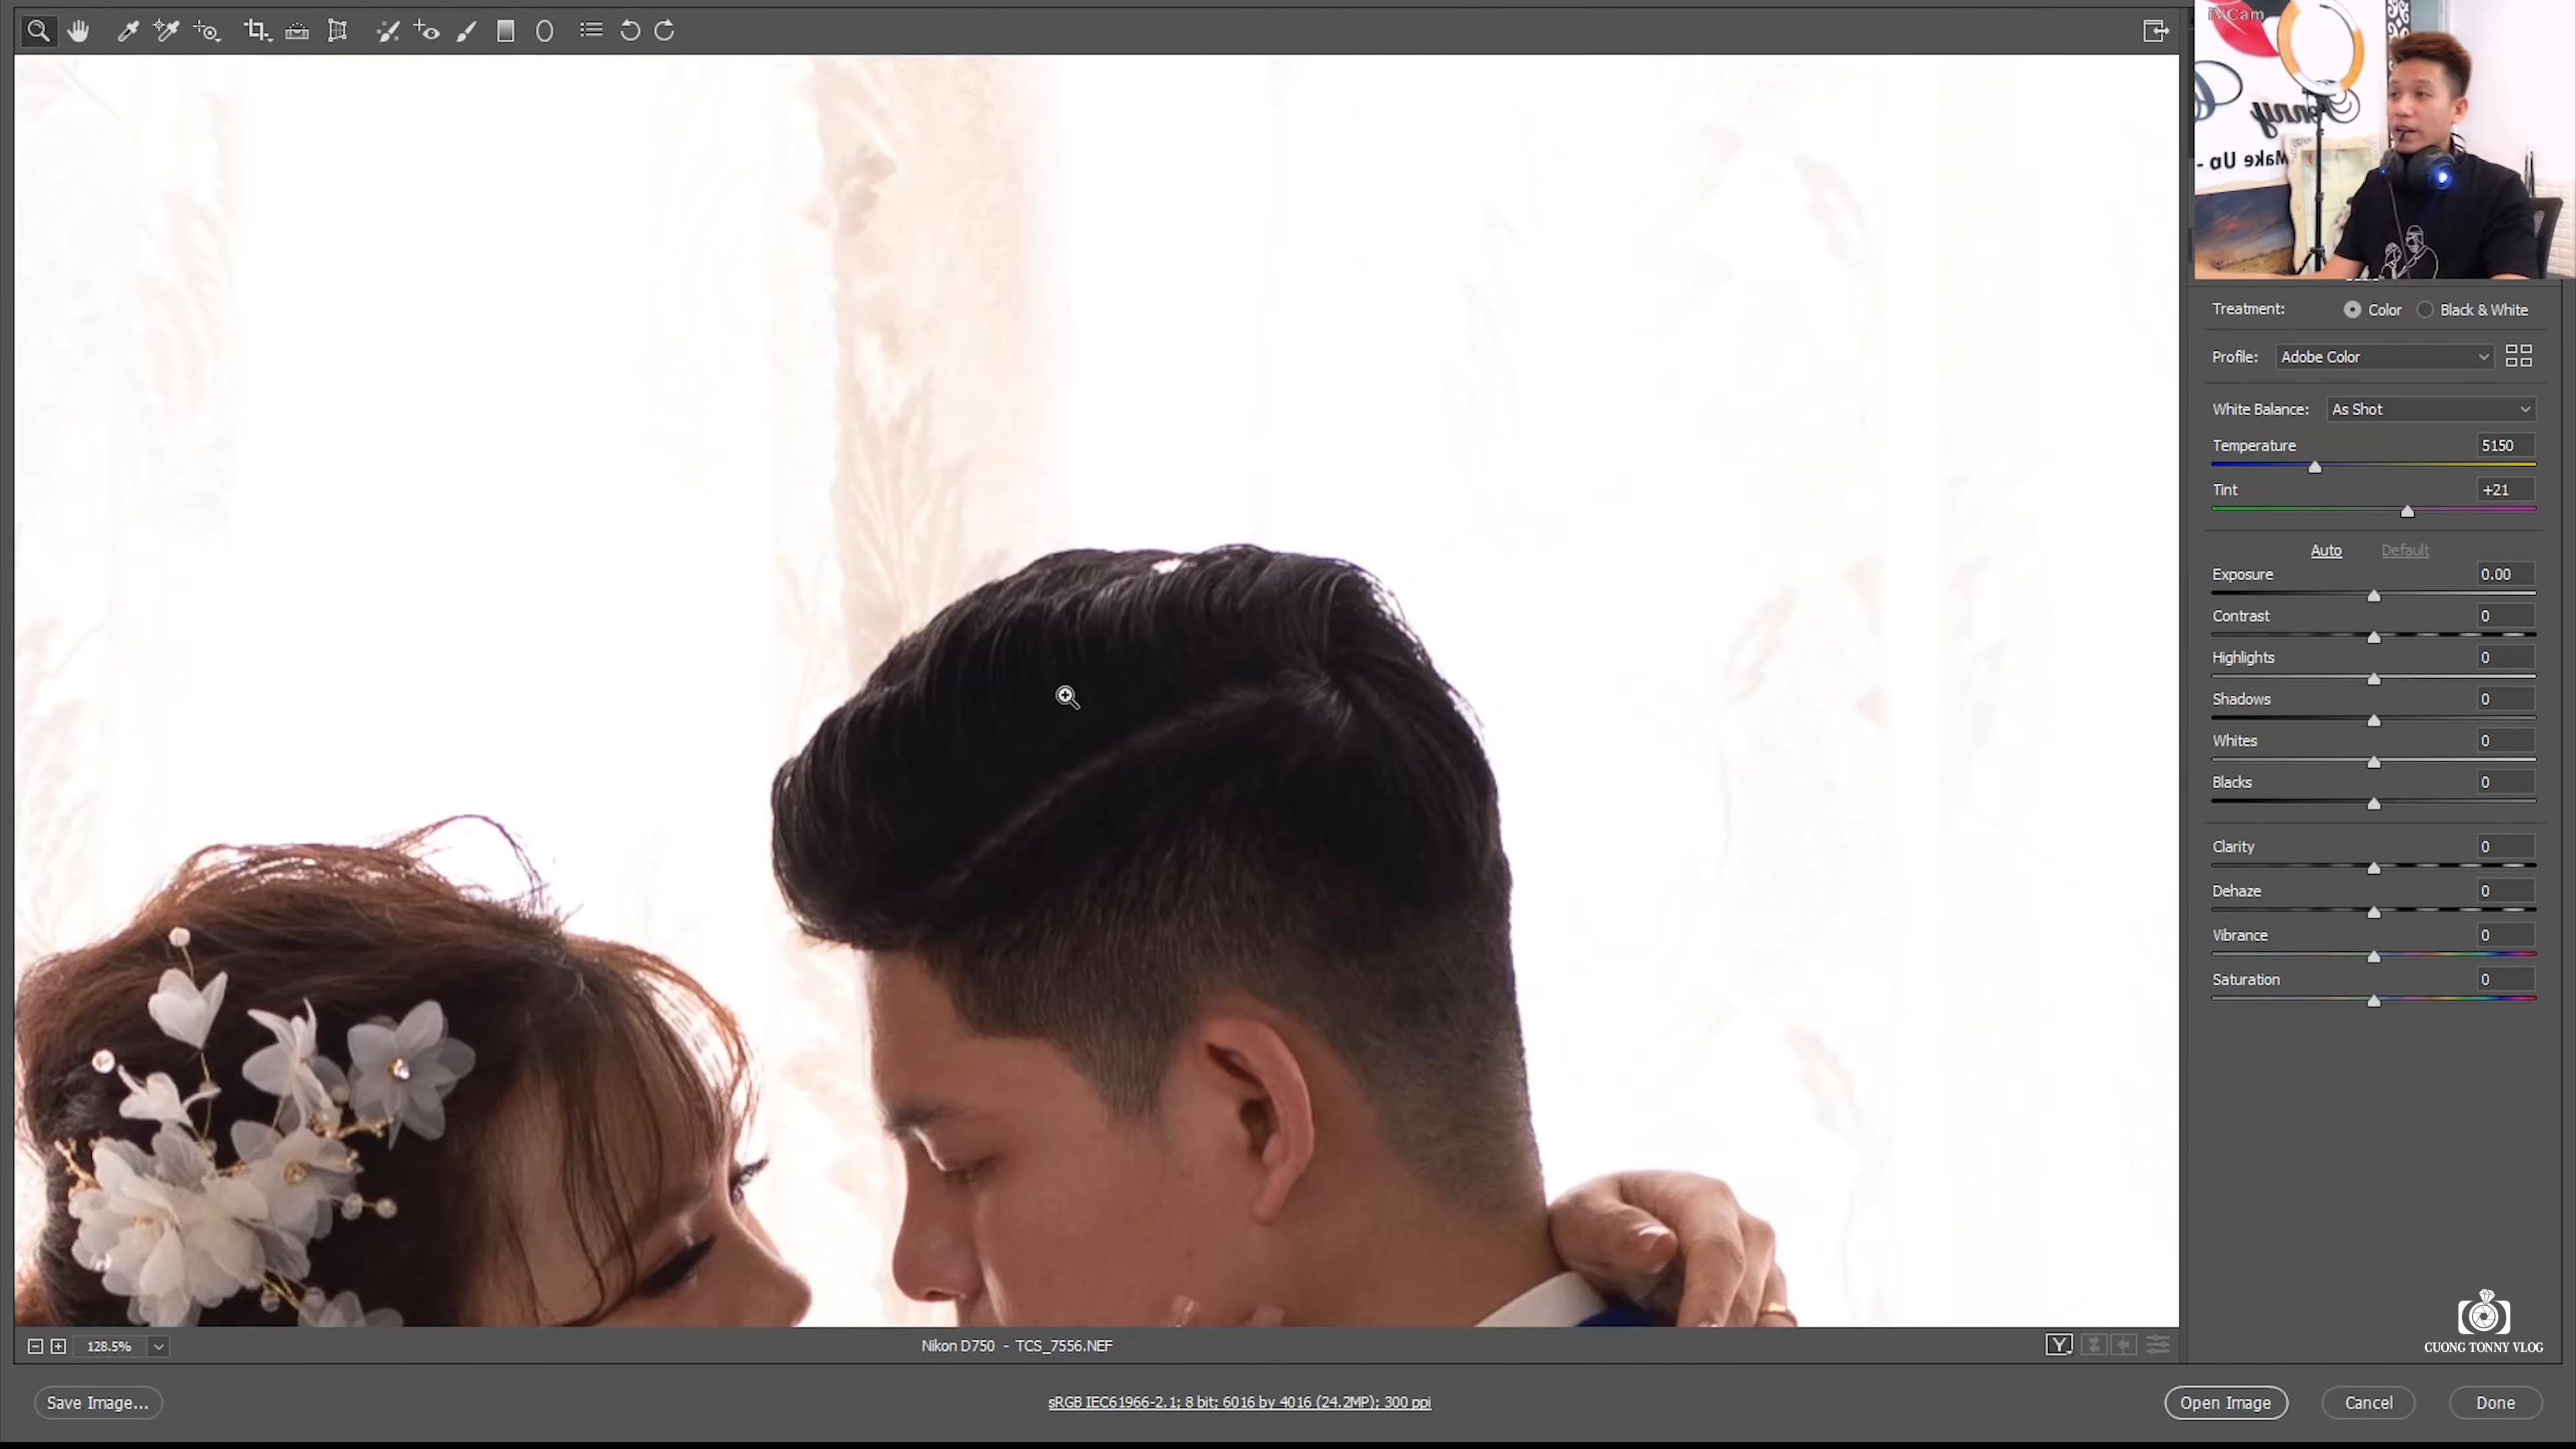 iVCam
Make Up -
Treatment: Color Black & White
Profile: Adobe Color
White Balance: As Shot
Temperature 5150
Tint +21
Auto Default
Exposure 0.00
Contrast 0
Highlights 0
Shadows 0
Whites 0
Blacks 0
Clarity 0
Dehaze 0
Vibrance 0
Saturation 0
CUONG TONNY VLOG
128.5%
Nikon D750 - TCS_7556.NEF
Y
Save Image...
sRGB IEC61966-2.1; 8 bit; 6016 by 4016 (24.2MP); 300 ppi
Open Image Cancel Done